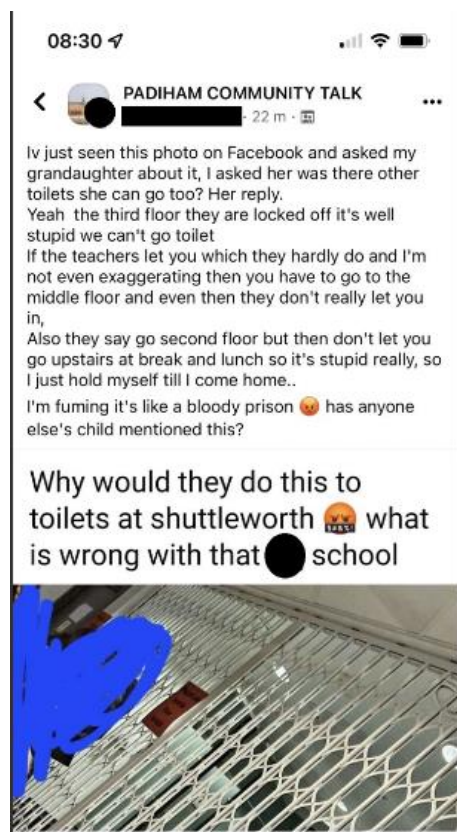 08:30
PADIHAM COMMUNITY TALK
· 22 m ·
Iv just seen this photo on Facebook and asked my
grandaughter about it, I asked her was there other
toilets she can go too? Her reply.
Yeah the third floor they are locked off it's well
stupid we can't go toilet
If the teachers let you which they hardly do and I'm
not even exaggerating then you have to go to the
middle floor and even then they don't really let you
in,
Also they say go second floor but then don't let you
go upstairs at break and lunch so it's stupid really, so
I just hold myself till I come home..
I'm fuming it's like a bloody prison 😡 has anyone
else's child mentioned this?
Why would they do this to
toilets at shuttleworth 🤬 what
is wrong with that school